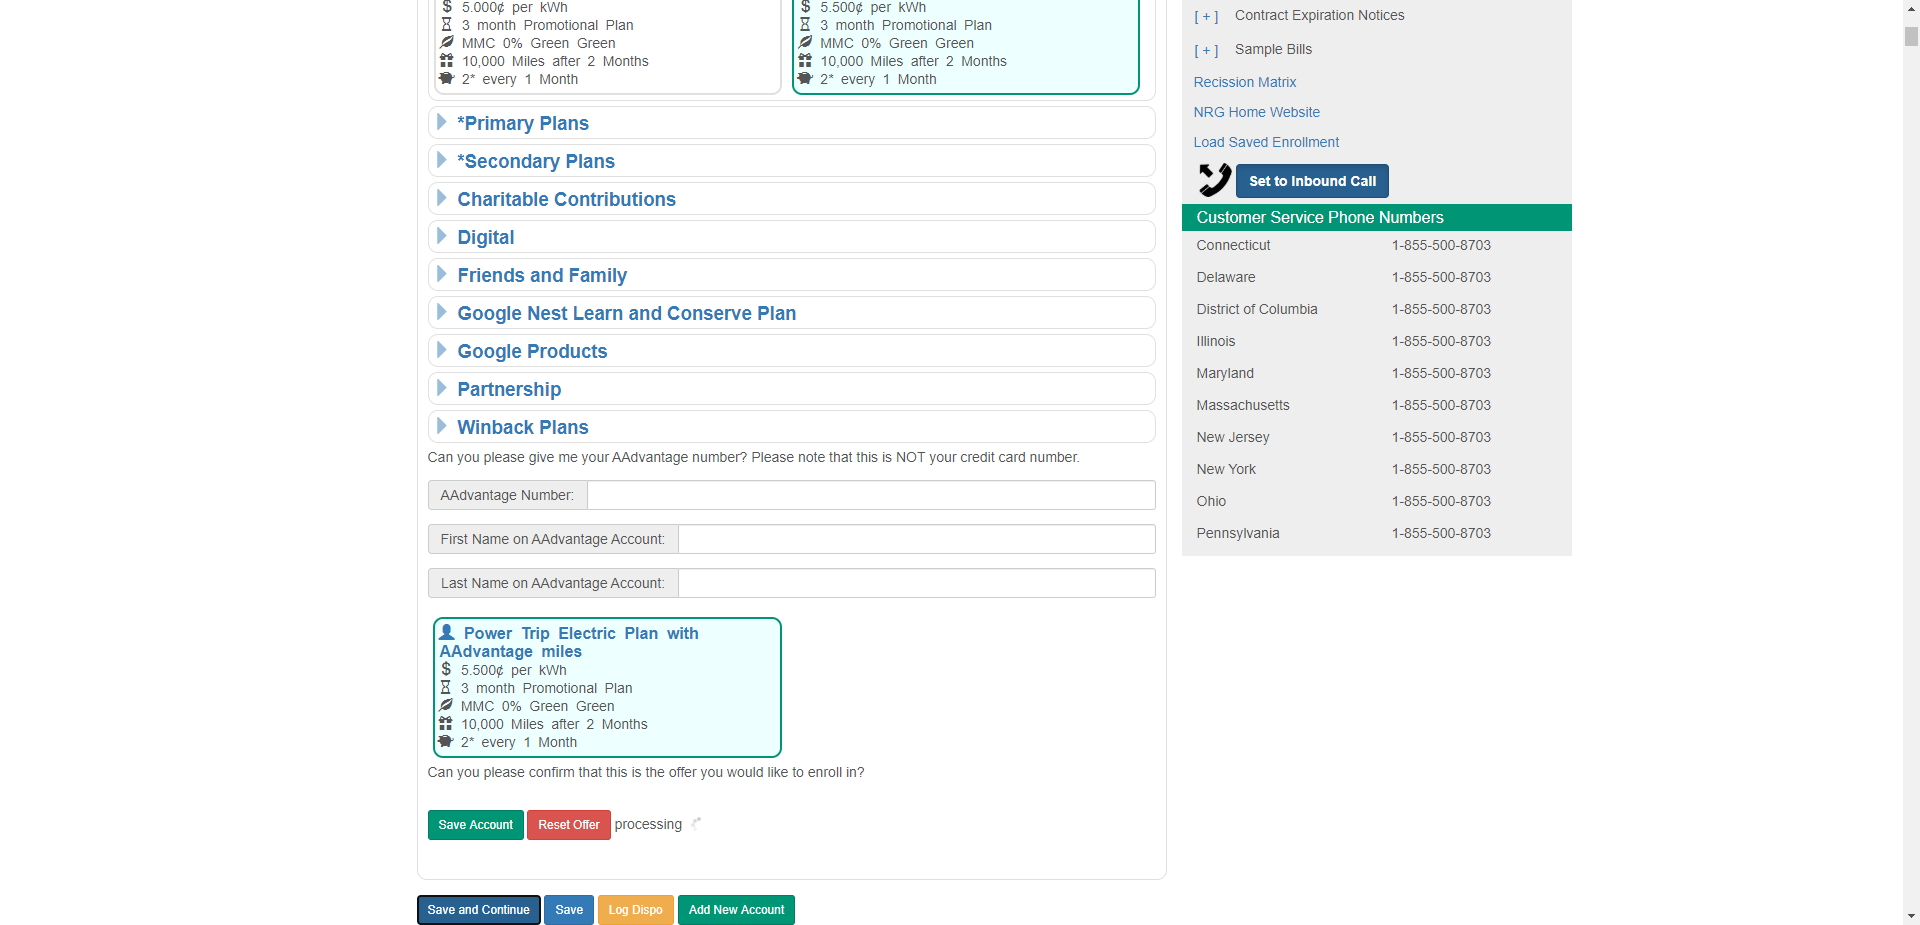 5.000¢ per kWh
3 month Promotional Plan
MMC 0% Green Green
10,000 Miles after 2 Months
2* every 1 Month
5.500¢ per kWh
3 month Promotional Plan
MMC 0% Green Green
10,000 Miles after 2 Months
2* every 1 Month
*Primary Plans
*Secondary Plans
Charitable Contributions
Digital
Friends and Family
Google Nest Learn and Conserve Plan
Google Products
Partnership
Winback Plans
Can you please give me your AAdvantage number? Please note that this is NOT your credit card number.
AAdvantage Number:
First Name on AAdvantage Account:
Last Name on AAdvantage Account:
Power Trip Electric Plan with
AAdvantage miles
5.500¢ per kWh
3 month Promotional Plan
MMC 0% Green Green
10,000 Miles after 2 Months
2* every 1 Month
Can you please confirm that this is the offer you would like to enroll in?
Save Account Reset Offer processing
Save and Continue Save Log Dispo Add New Account
[ + ] Contract Expiration Notices
[ + ] Sample Bills
Recission Matrix
NRG Home Website
Load Saved Enrollment
Set to Inbound Call
Customer Service Phone Numbers
Connecticut 1-855-500-8703
Delaware 1-855-500-8703
District of Columbia 1-855-500-8703
Illinois 1-855-500-8703
Maryland 1-855-500-8703
Massachusetts 1-855-500-8703
New Jersey 1-855-500-8703
New York 1-855-500-8703
Ohio 1-855-500-8703
Pennsylvania 1-855-500-8703